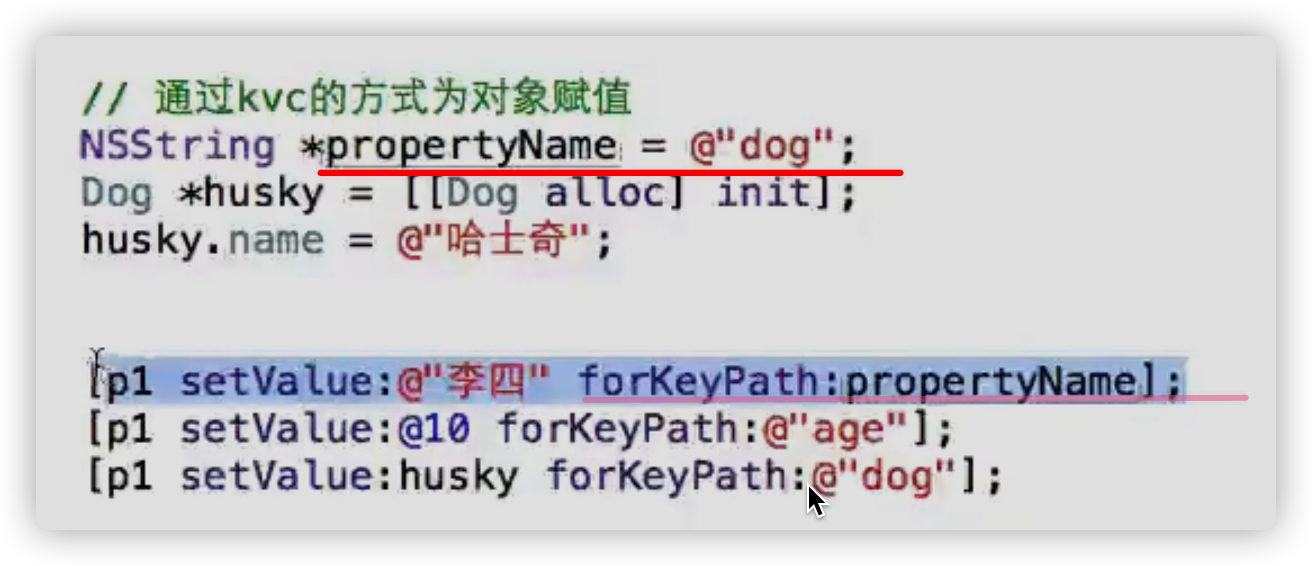 // 通过kvc的方式为对象赋值
NSString *propertyName = @"dog";
Dog *husky = [[Dog alloc] init];
husky.name = @"哈士奇";
[p1 setValue:@"李四" forKeyPath:propertyName];
[p1 setValue:@10 forKeyPath:@"age"];
[p1 setValue:husky forKeyPath:@"dog"];